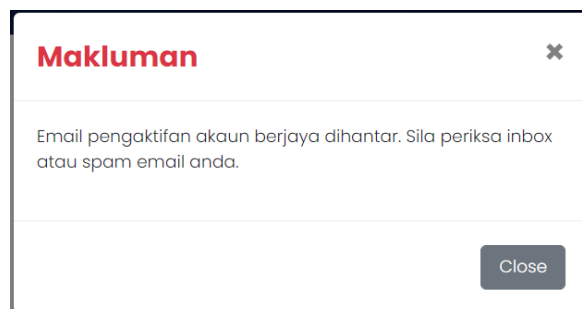 Makluman
✖
Email pengaktifan akaun berjaya dihantar. Sila periksa inbox
atau spam email anda.
Close